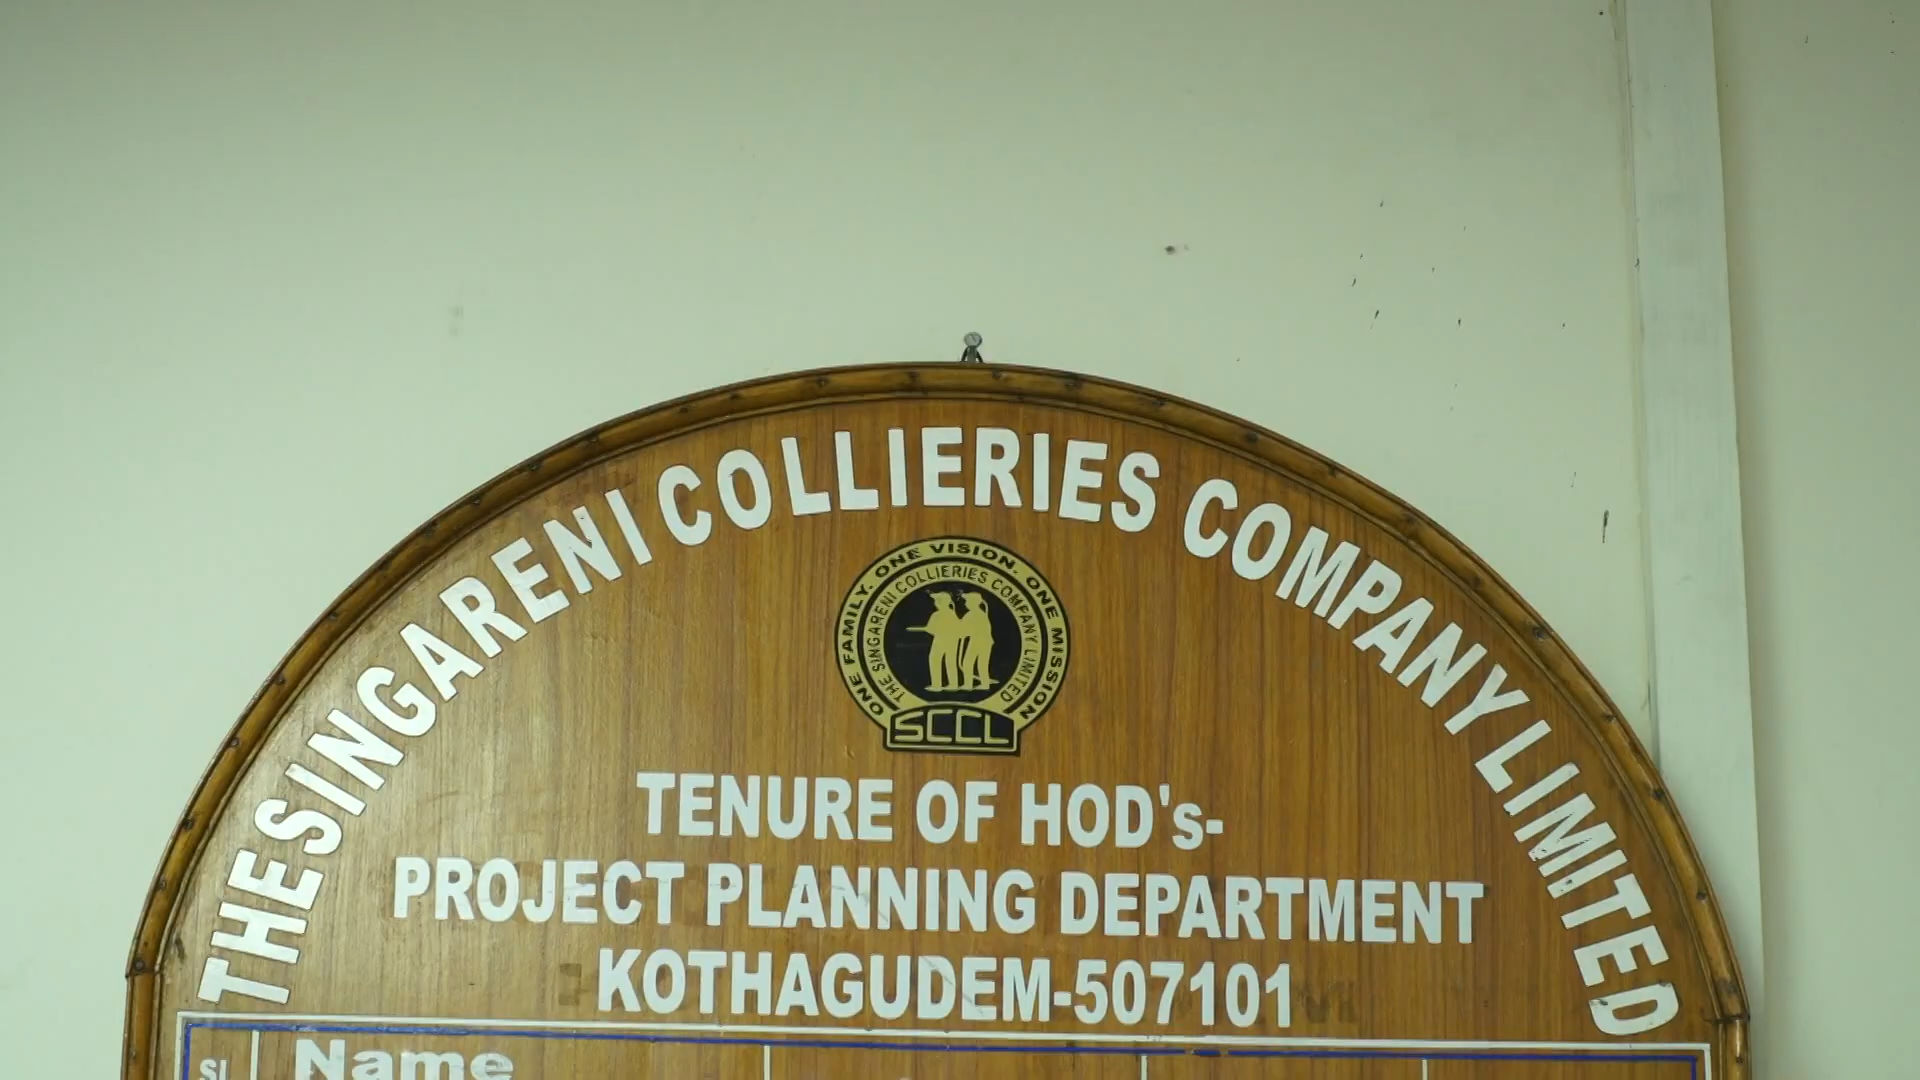 THE SINGARENI COLLIERIES COMPANY LIMITED
ONE FAMILY. ONE VISION. ONE MISSION
THE SINGARENI COLLIERIES COMPANY LIMITED
SCCL
TENURE OF HOD's-
PROJECT PLANNING DEPARTMENT
KOTHAGUDEM-507101
Sl Name